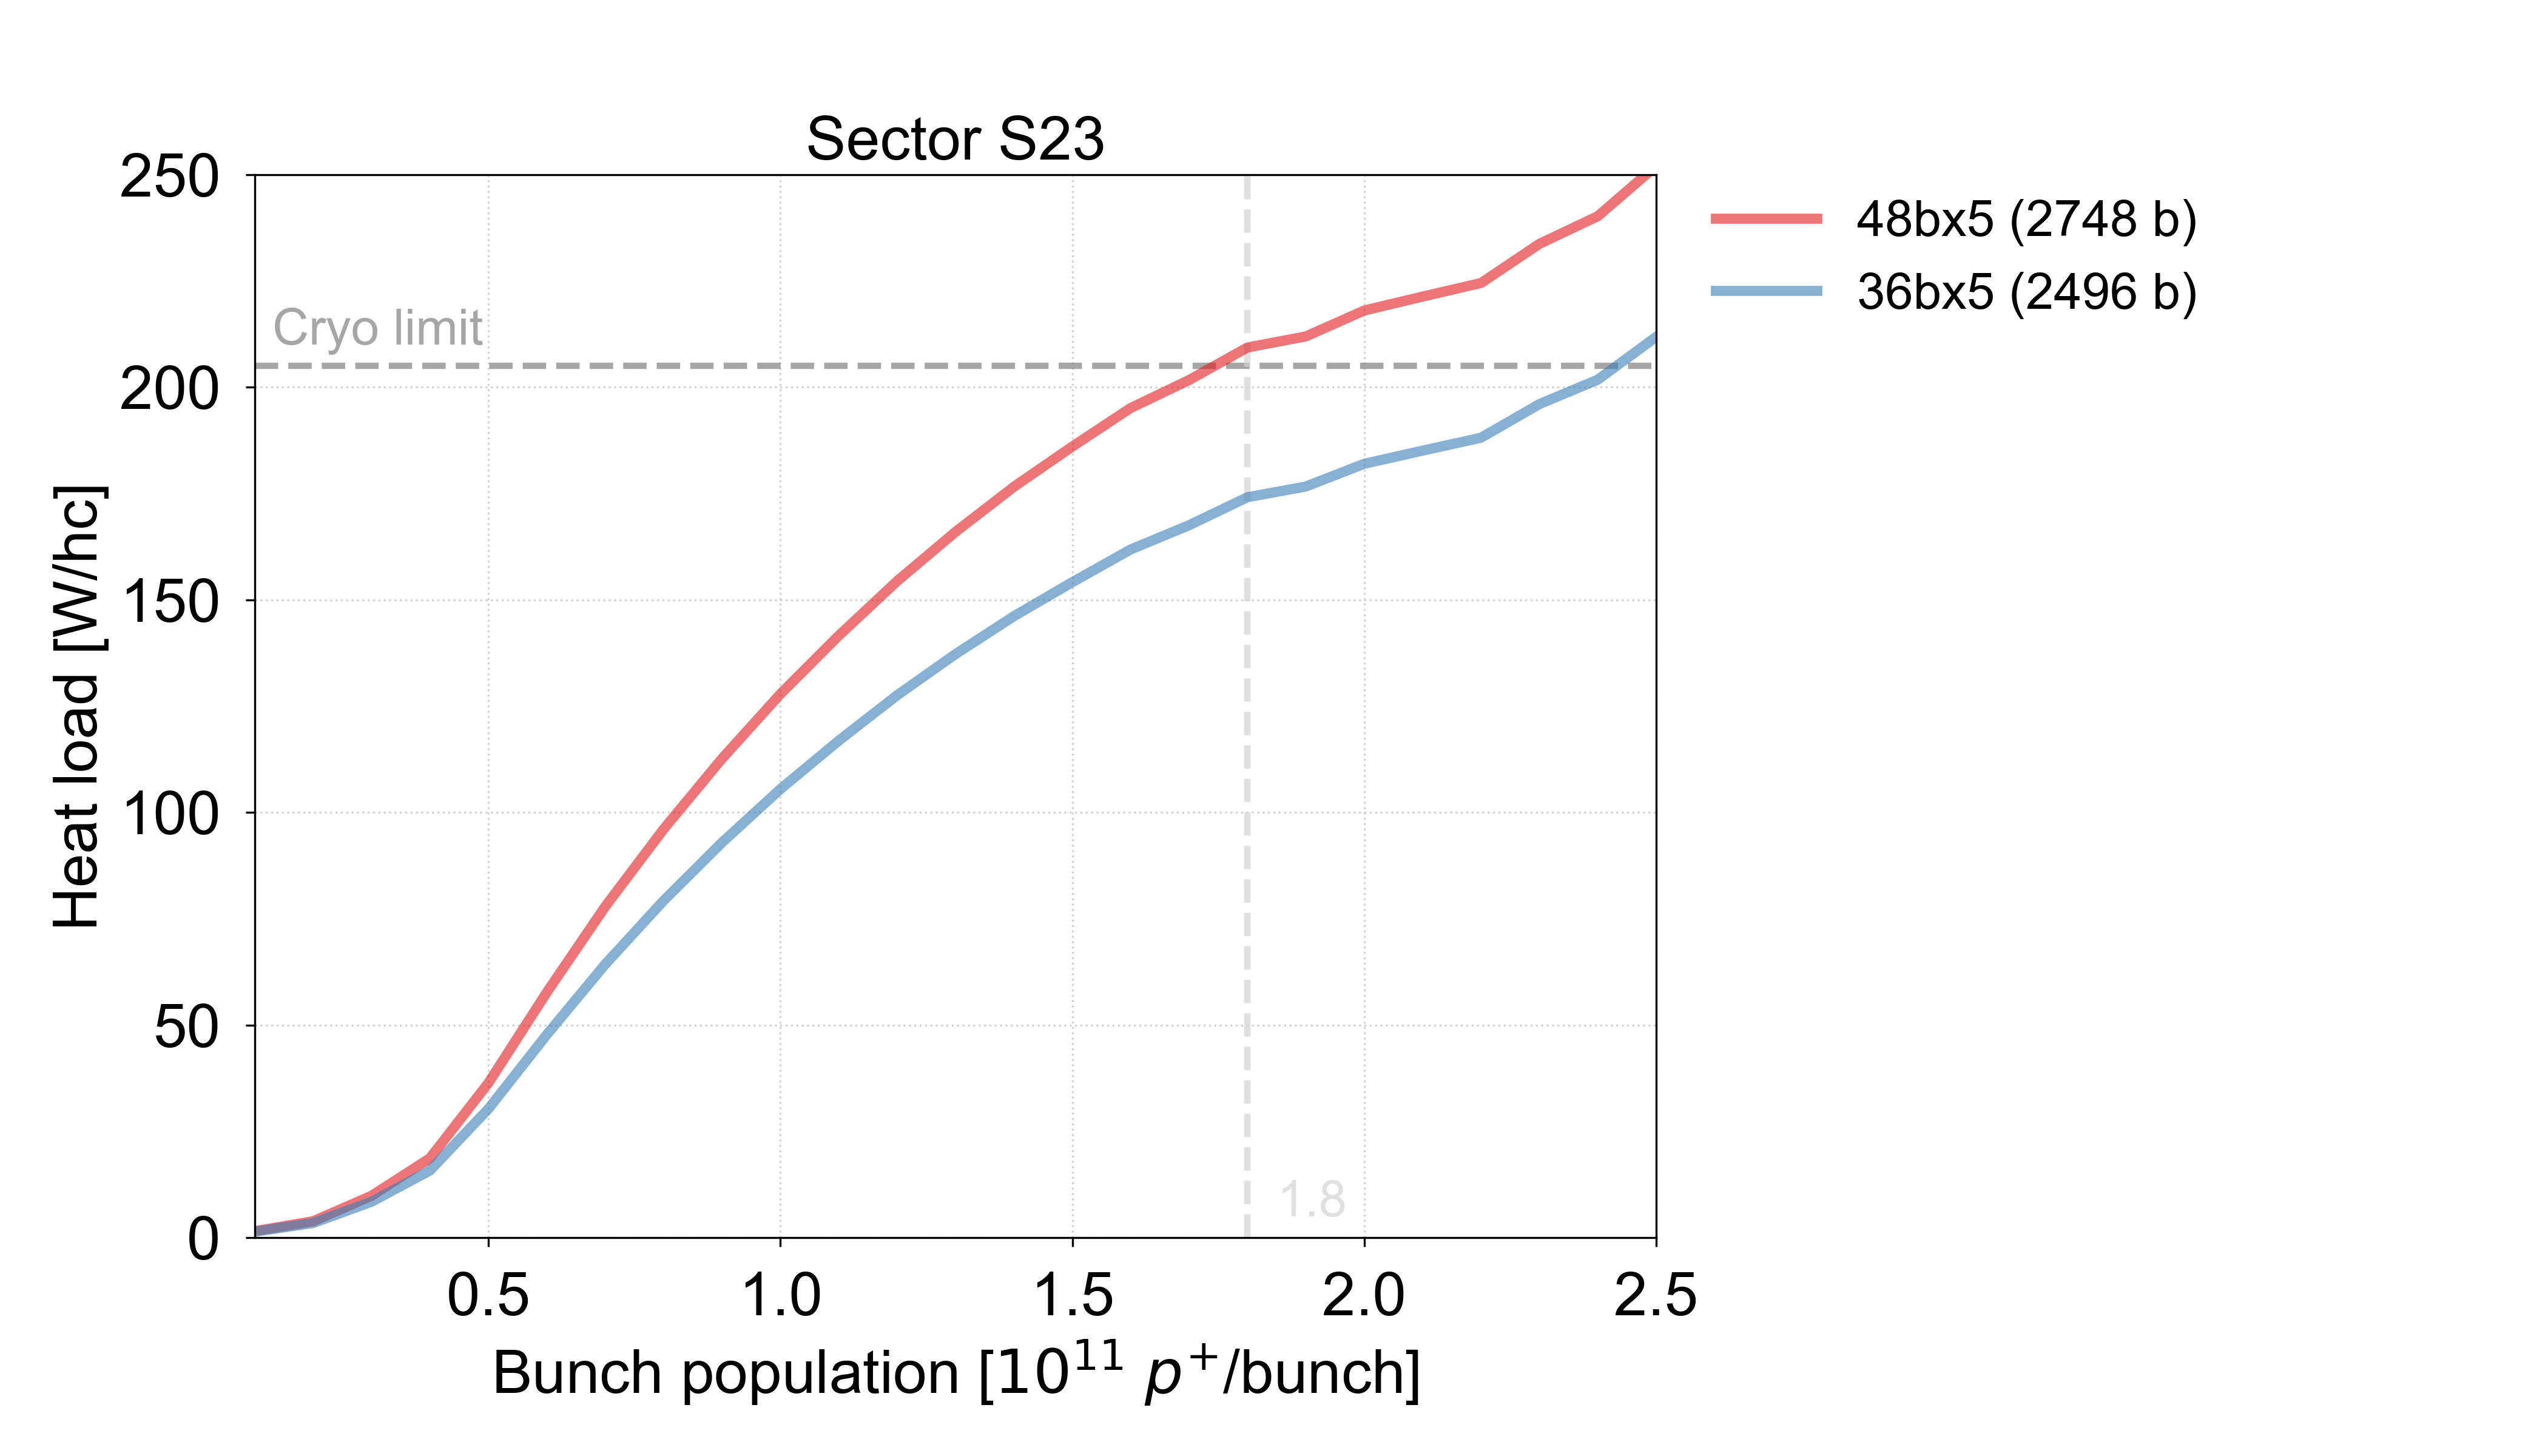 Sector S23
250
200
150
100
50
0
Heat load [W/hc]
Cryo limit
1.8
0.5 1.0 1.5 2.0 2.5
Bunch population [10¹¹ p⁺/bunch]
48bx5 (2748 b)
36bx5 (2496 b)